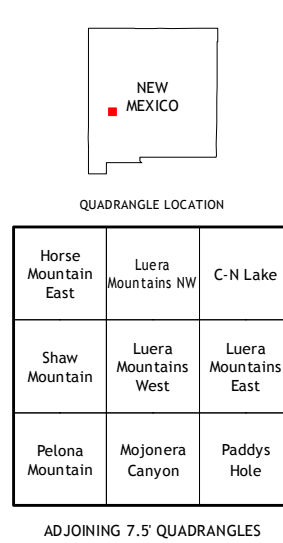 NEW
MEXICO
QUADRANGLE LOCATION
Horse
Mountain
East
Luera
Mountains NW
C-N Lake
Shaw
Mountain
Luera
Mountains
West
Luera
Mountains
East
Pelona
Mountain
Mojonera
Canyon
Paddys
Hole
ADJOINING 7.5' QUADRANGLES